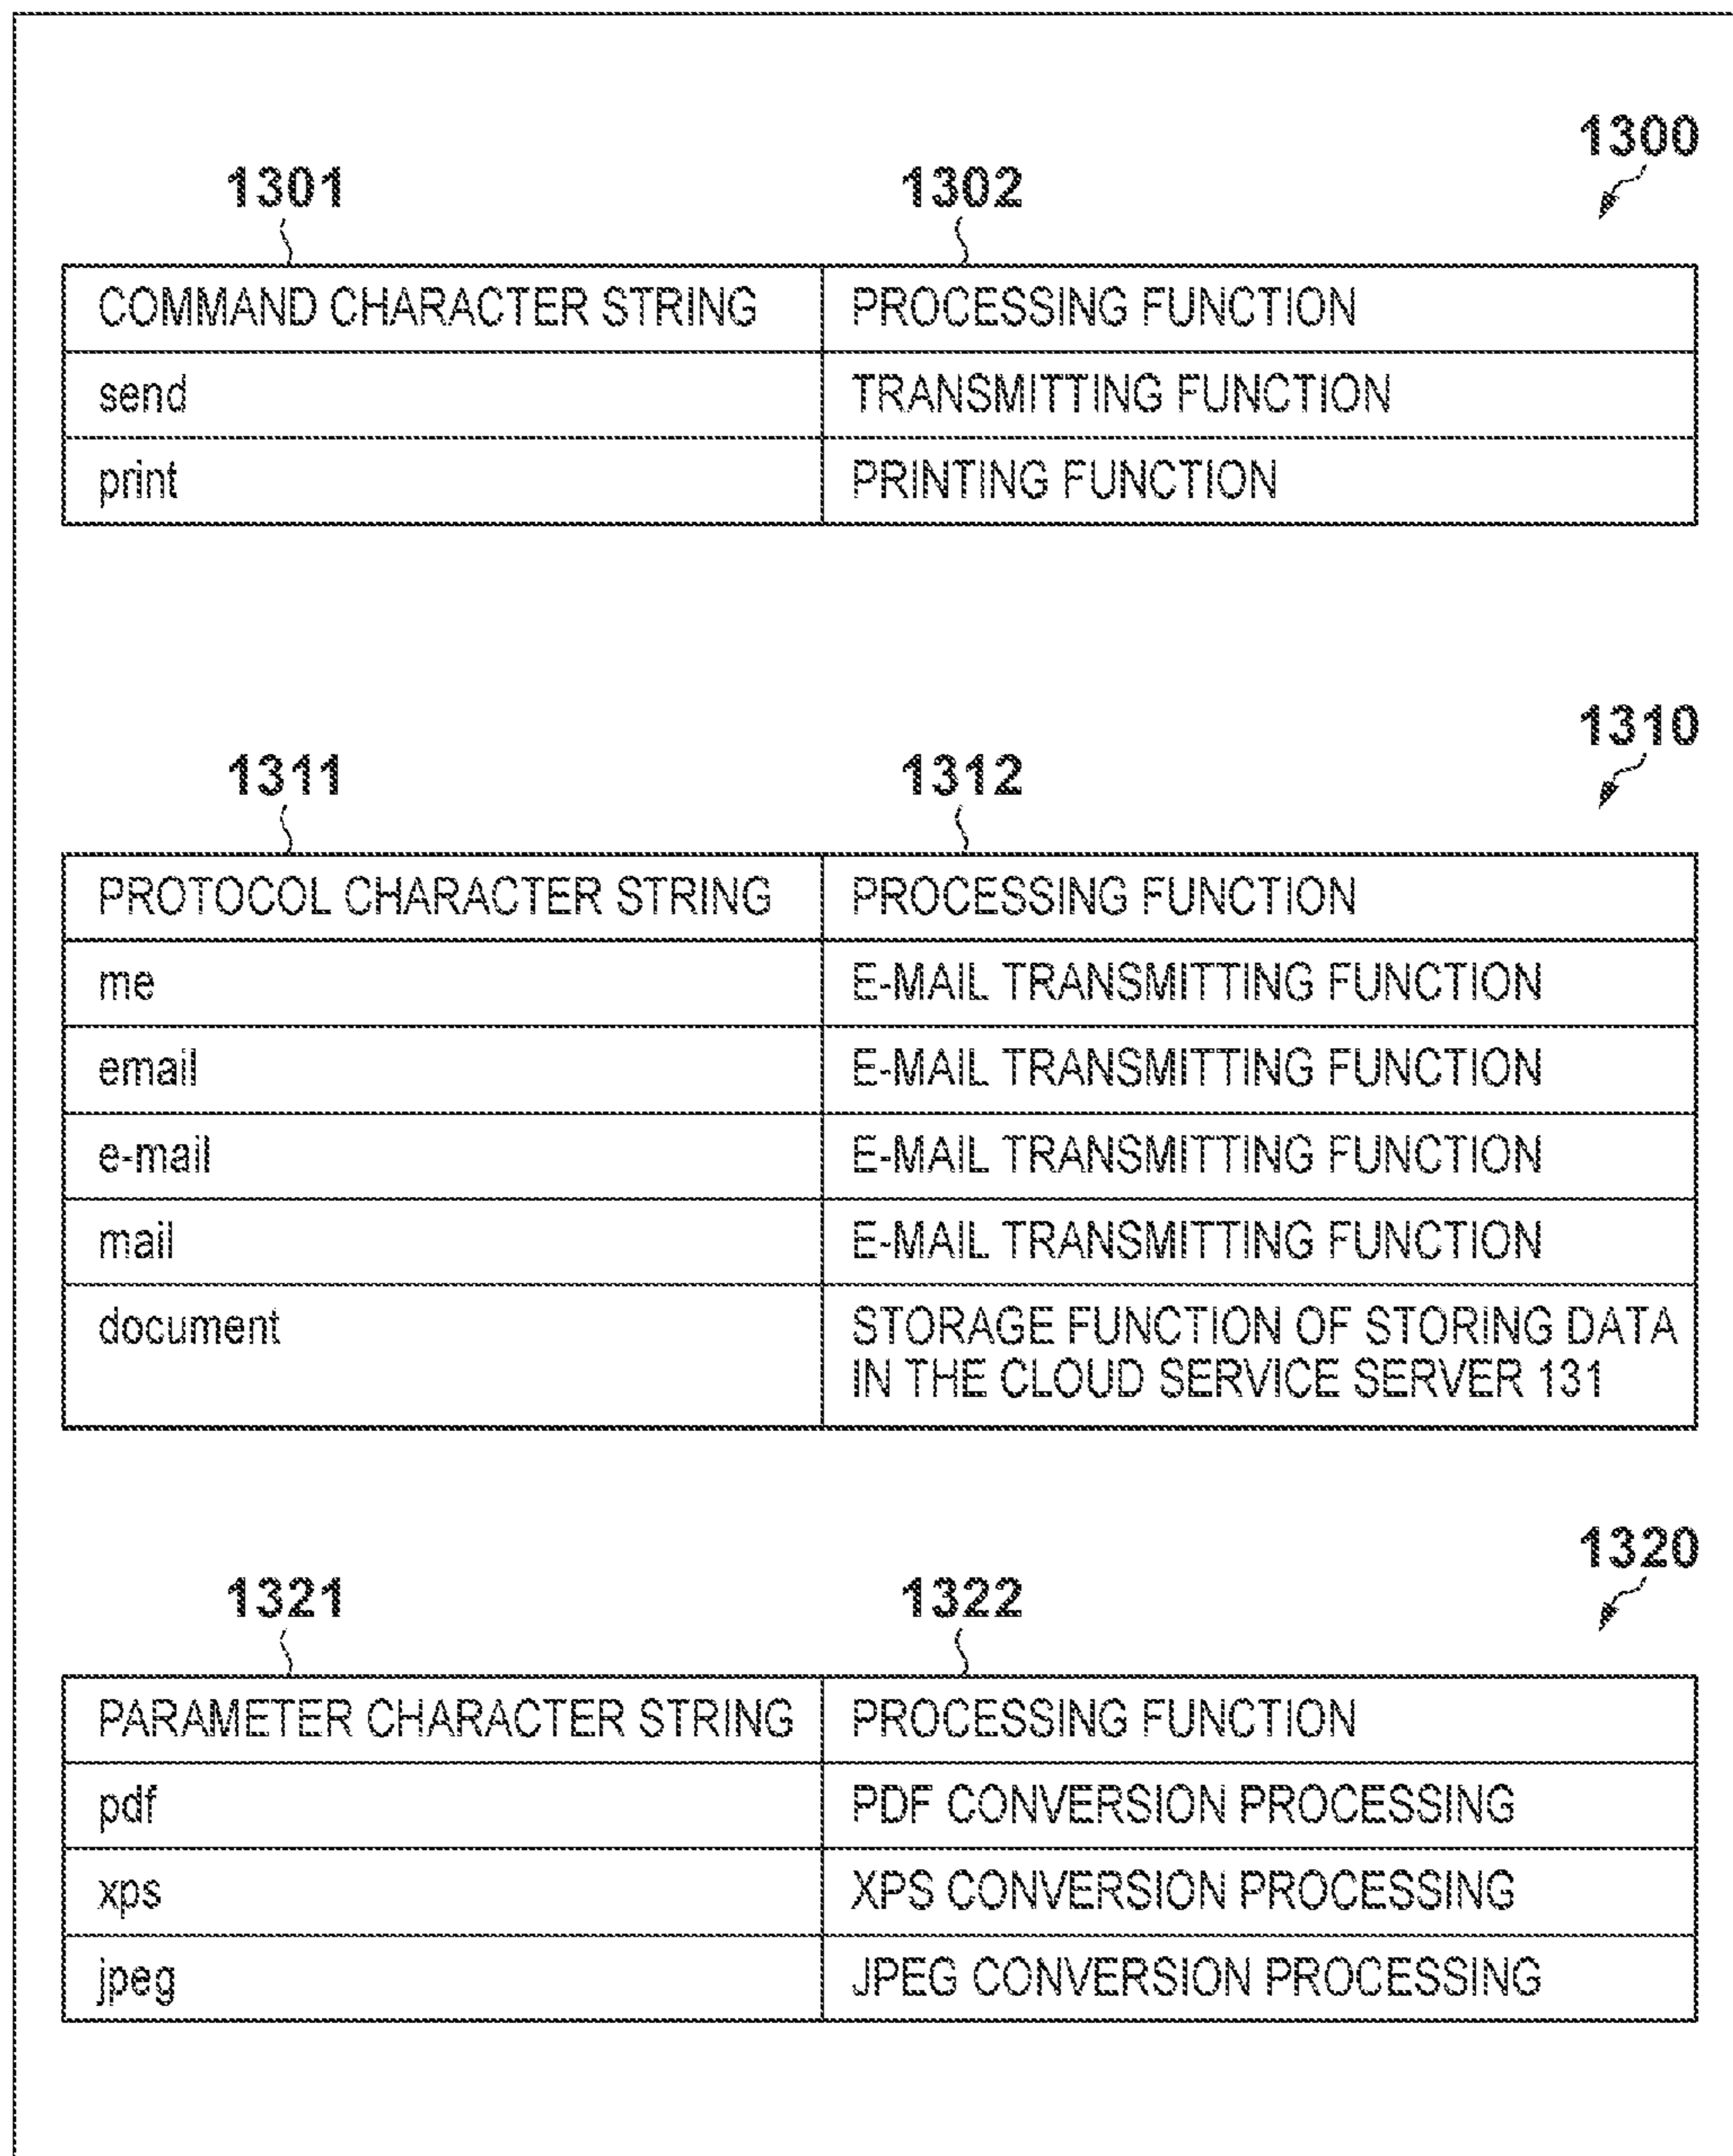 1300
1301 1302
COMMAND CHARACTER STRING PROCESSING FUNCTION
send TRANSMITTING FUNCTION
print PRINTING FUNCTION
1310
1311 1312
PROTOCOL CHARACTER STRING PROCESSING FUNCTION
me E-MAIL TRANSMITTING FUNCTION
email E-MAIL TRANSMITTING FUNCTION
e-mail E-MAIL TRANSMITTING FUNCTION
mail E-MAIL TRANSMITTING FUNCTION
document STORAGE FUNCTION OF STORING DATA
IN THE CLOUD SERVICE SERVER 131
1320
1321 1322
PARAMETER CHARACTER STRING PROCESSING FUNCTION
pdf PDF CONVERSION PROCESSING
xps XPS CONVERSION PROCESSING
jpeg JPEG CONVERSION PROCESSING